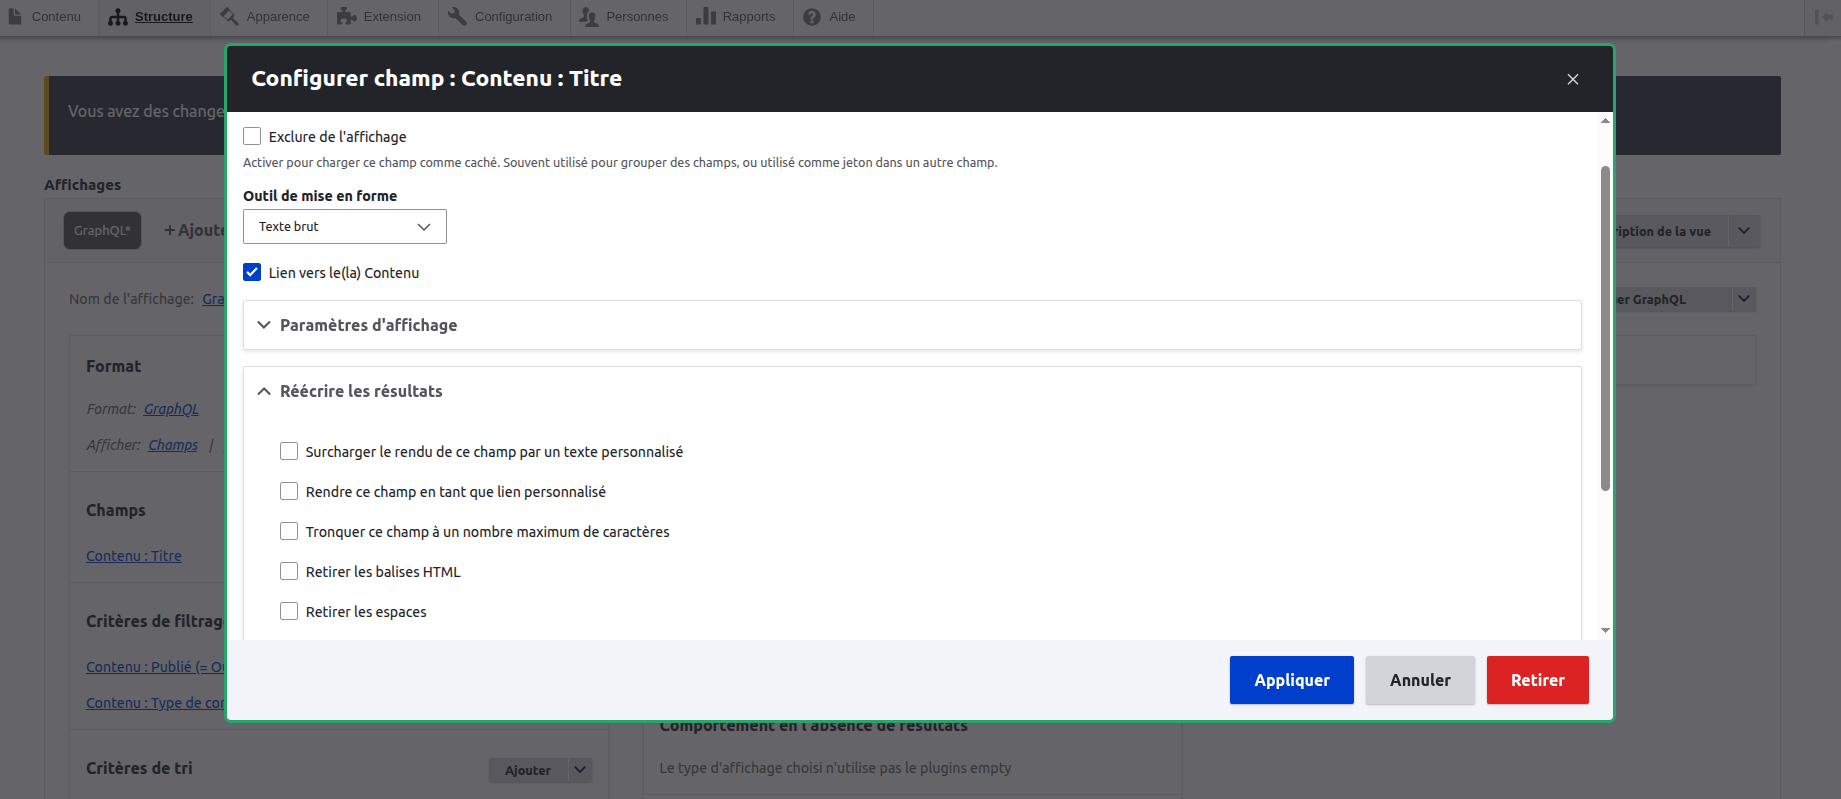 Contenu
Structure
Apparence
Extension
Configuration
Personnes
Rapports
Aide
Configurer champ : Contenu : Titre
Vous avez des change
Exclure de l'affichage
Activer pour charger ce champ comme caché. Souvent utilisé pour grouper des champs, ou utilisé comme jeton dans un autre champ.
Affichages
Outil de mise en forme
GraphQL*
+ Ajoute
Texte brut
ription de la vue
Lien vers le(la) Contenu
Nom de l'affichage: Gra
er GraphQL
Paramètres d'affichage
Format
Réécrire les résultats
Format: GraphQL
Afficher: Champs |
Surcharger le rendu de ce champ par un texte personnalisé
Rendre ce champ en tant que lien personnalisé
Champs
Tronquer ce champ à un nombre maximum de caractères
Contenu : Titre
Retirer les balises HTML
Retirer les espaces
Critères de filtrag
Contenu : Publié (= O
Contenu : Type de con
Appliquer
Annuler
Retirer
Comportement en l'absence de résultats
Critères de tri
Ajouter
Le type d'affichage choisi n'utilise pas le plugins empty